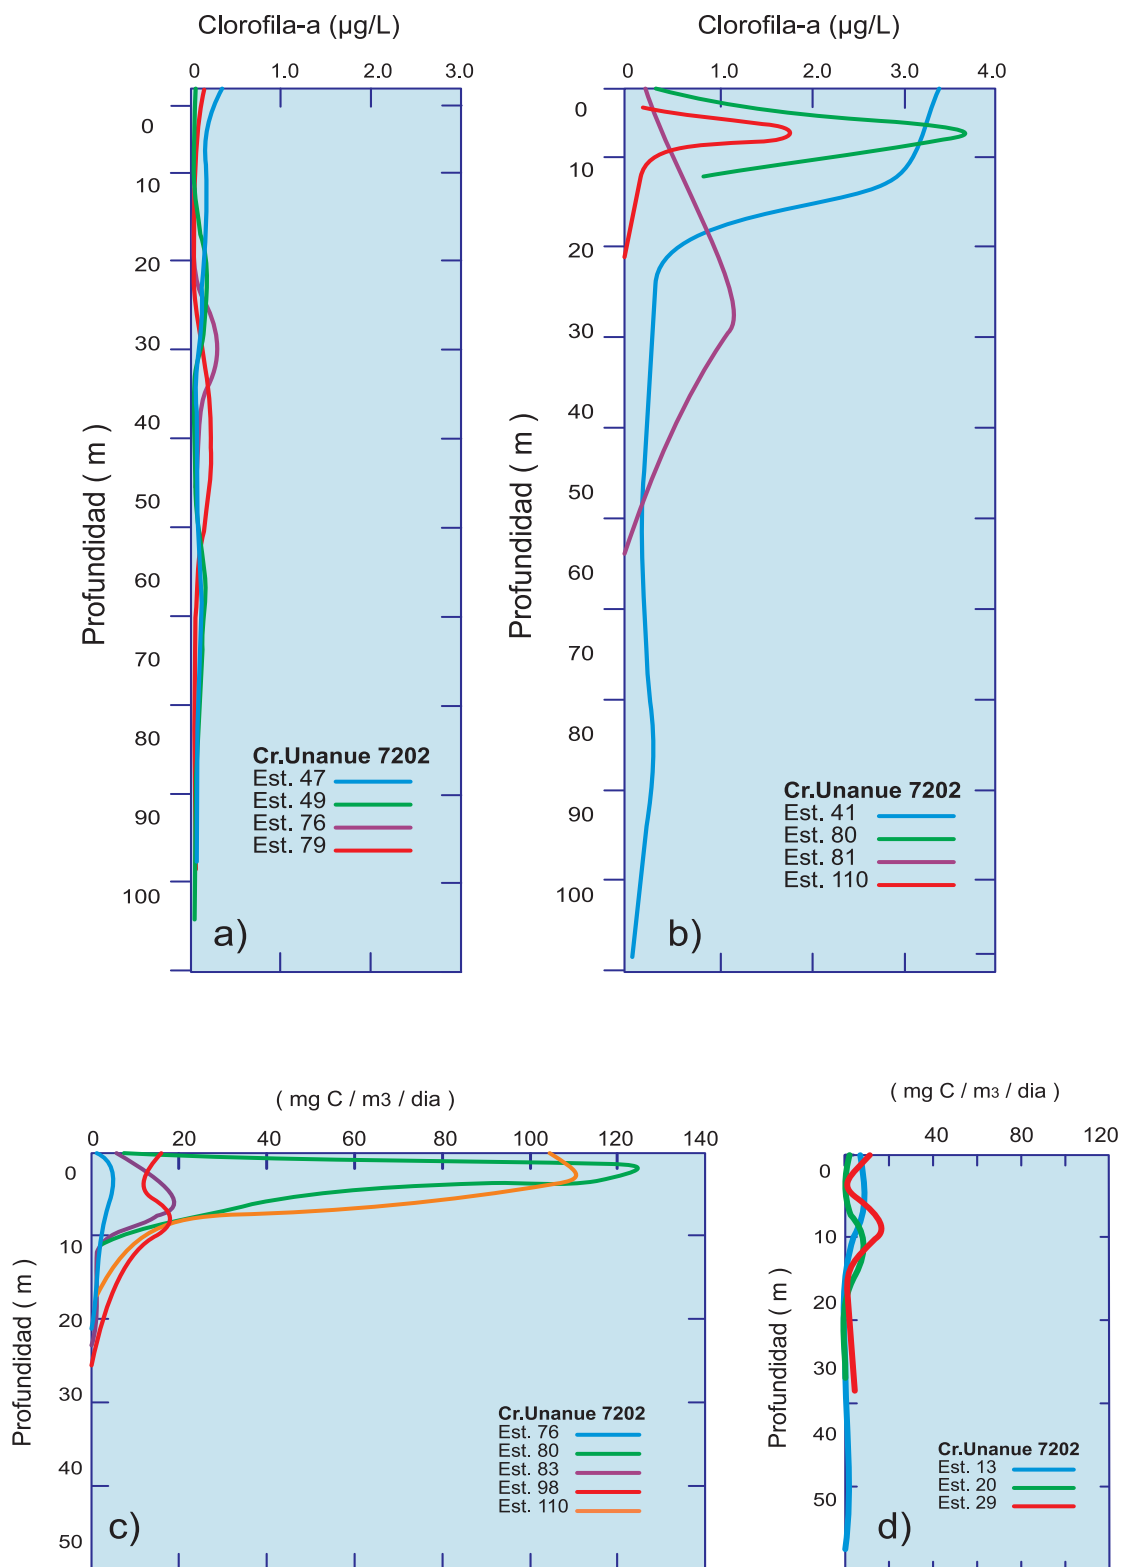 Clorofila-a (µg/L)
0 1.0 2.0 3.0
Profundidad ( m )
0
10
20
30
40
50
60
70
80
90
100
Cr.Unanue 7202
Est. 47
Est. 49
Est. 76
Est. 79
a)
Clorofila-a (µg/L)
0 1.0 2.0 3.0 4.0
Profundidad ( m )
0
10
20
30
40
50
60
70
80
90
100
Cr.Unanue 7202
Est. 41
Est. 80
Est. 81
Est. 110
b)
( mg C / m3 / dia )
0 20 40 60 80 100 120 140
Profundidad ( m )
0
10
20
30
40
50
Cr.Unanue 7202
Est. 76
Est. 80
Est. 83
Est. 98
Est. 110
c)
( mg C / m3 / dia )
40 80 120
Profundidad ( m )
0
10
20
30
40
50
Cr.Unanue 7202
Est. 13
Est. 20
Est. 29
d)